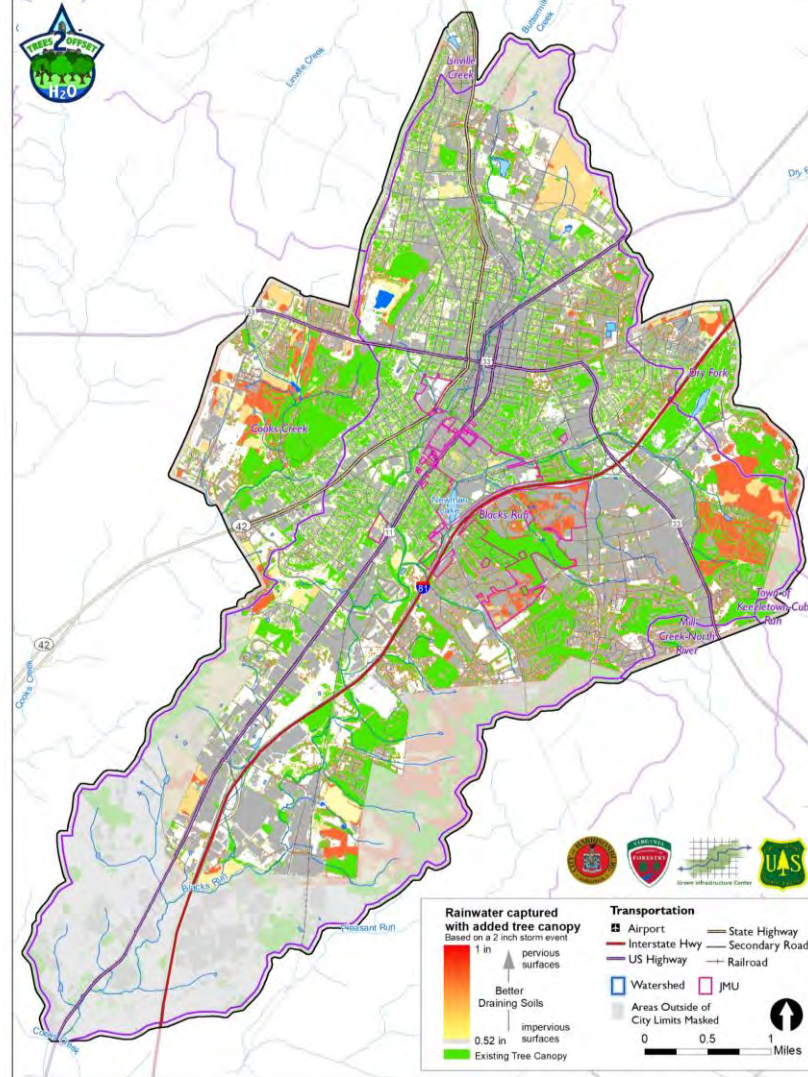 TREES 2 OFFSET
H2O
Linville Creek
Linville
Creek
Creek
Dry
33
33
Dry Fork
Cooks Creek
Newman
Lake
Blacks Run
42
11
33
81
Town of
Run
Mill
Creek-North
River
42
Cooks Creek
Blacks Run
Pleasant Run
Cooks Creek
VIRGINIA
FORESTRY
Green Infrastructure Center
U S
Rainwater captured
with added tree canopy
Based on a 2 inch storm event
1 in
pervious
surfaces
Better
Draining Soils
impervious
surfaces
0.52 in
Existing Tree Canopy
Transportation
Airport
Interstate Hwy
US Highway
State Highway
Secondary Road
Railroad
Watershed
JMU
Areas Outside of
City Limits Masked
0 0.5 1
Miles